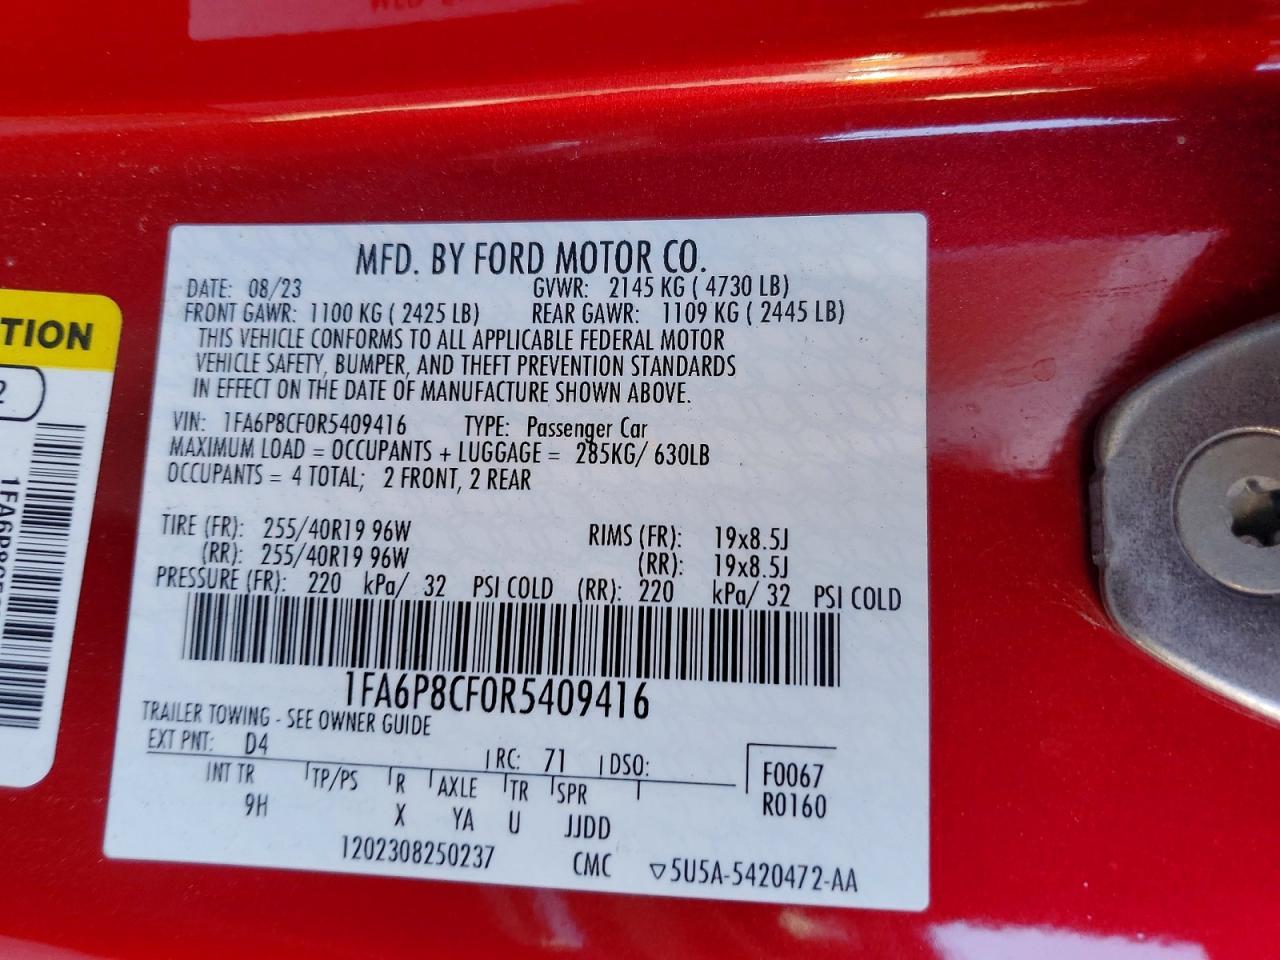 MFD. BY FORD MOTOR CO.
DATE: 08/23 GVWR: 2145 KG ( 4730 LB)
FRONT GAWR: 1100 KG ( 2425 LB) REAR GAWR: 1109 KG ( 2445 LB)
THIS VEHICLE CONFORMS TO ALL APPLICABLE FEDERAL MOTOR
VEHICLE SAFETY, BUMPER, AND THEFT PREVENTION STANDARDS
IN EFFECT ON THE DATE OF MANUFACTURE SHOWN ABOVE.
VIN: 1FA6P8CF0R5409416 TYPE: Passenger Car
MAXIMUM LOAD = OCCUPANTS + LUGGAGE = 285KG/ 630LB
OCCUPANTS = 4 TOTAL; 2 FRONT, 2 REAR
TIRE (FR): 255/40R19 96W RIMS (FR): 19x8.5J
(RR): 255/40R19 96W (RR): 19x8.5J
PRESSURE (FR): 220 kPa/ 32 PSI COLD (RR): 220 kPa/ 32 PSI COLD
1FA6P8CF0R5409416
TRAILER TOWING - SEE OWNER GUIDE
EXT PNT: D4 RC: 71 DSO:
F0067
R0160
INT TR TP/PS R AXLE TR SPR
9H X YA U JJDD
1202308250237 CMC ▽5U5A-5420472-AA
TION
2